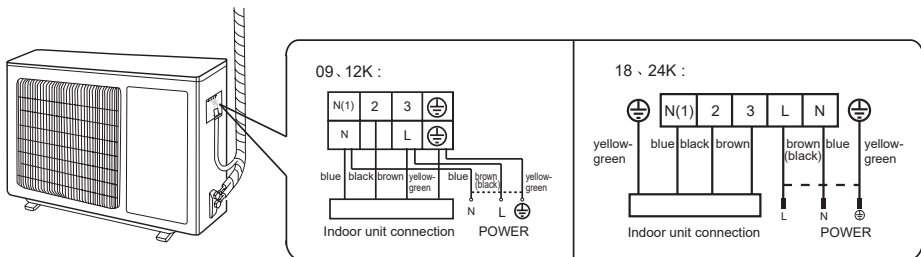 09、12K :
N(1) 2 3
N L
blue black brown yellow-green blue brown (black) yellow-green
N L
Indoor unit connection POWER
18 、24K :
N(1) 2 3 L N
yellow-green blue black brown brown (black) blue yellow-green
L N
Indoor unit connection POWER